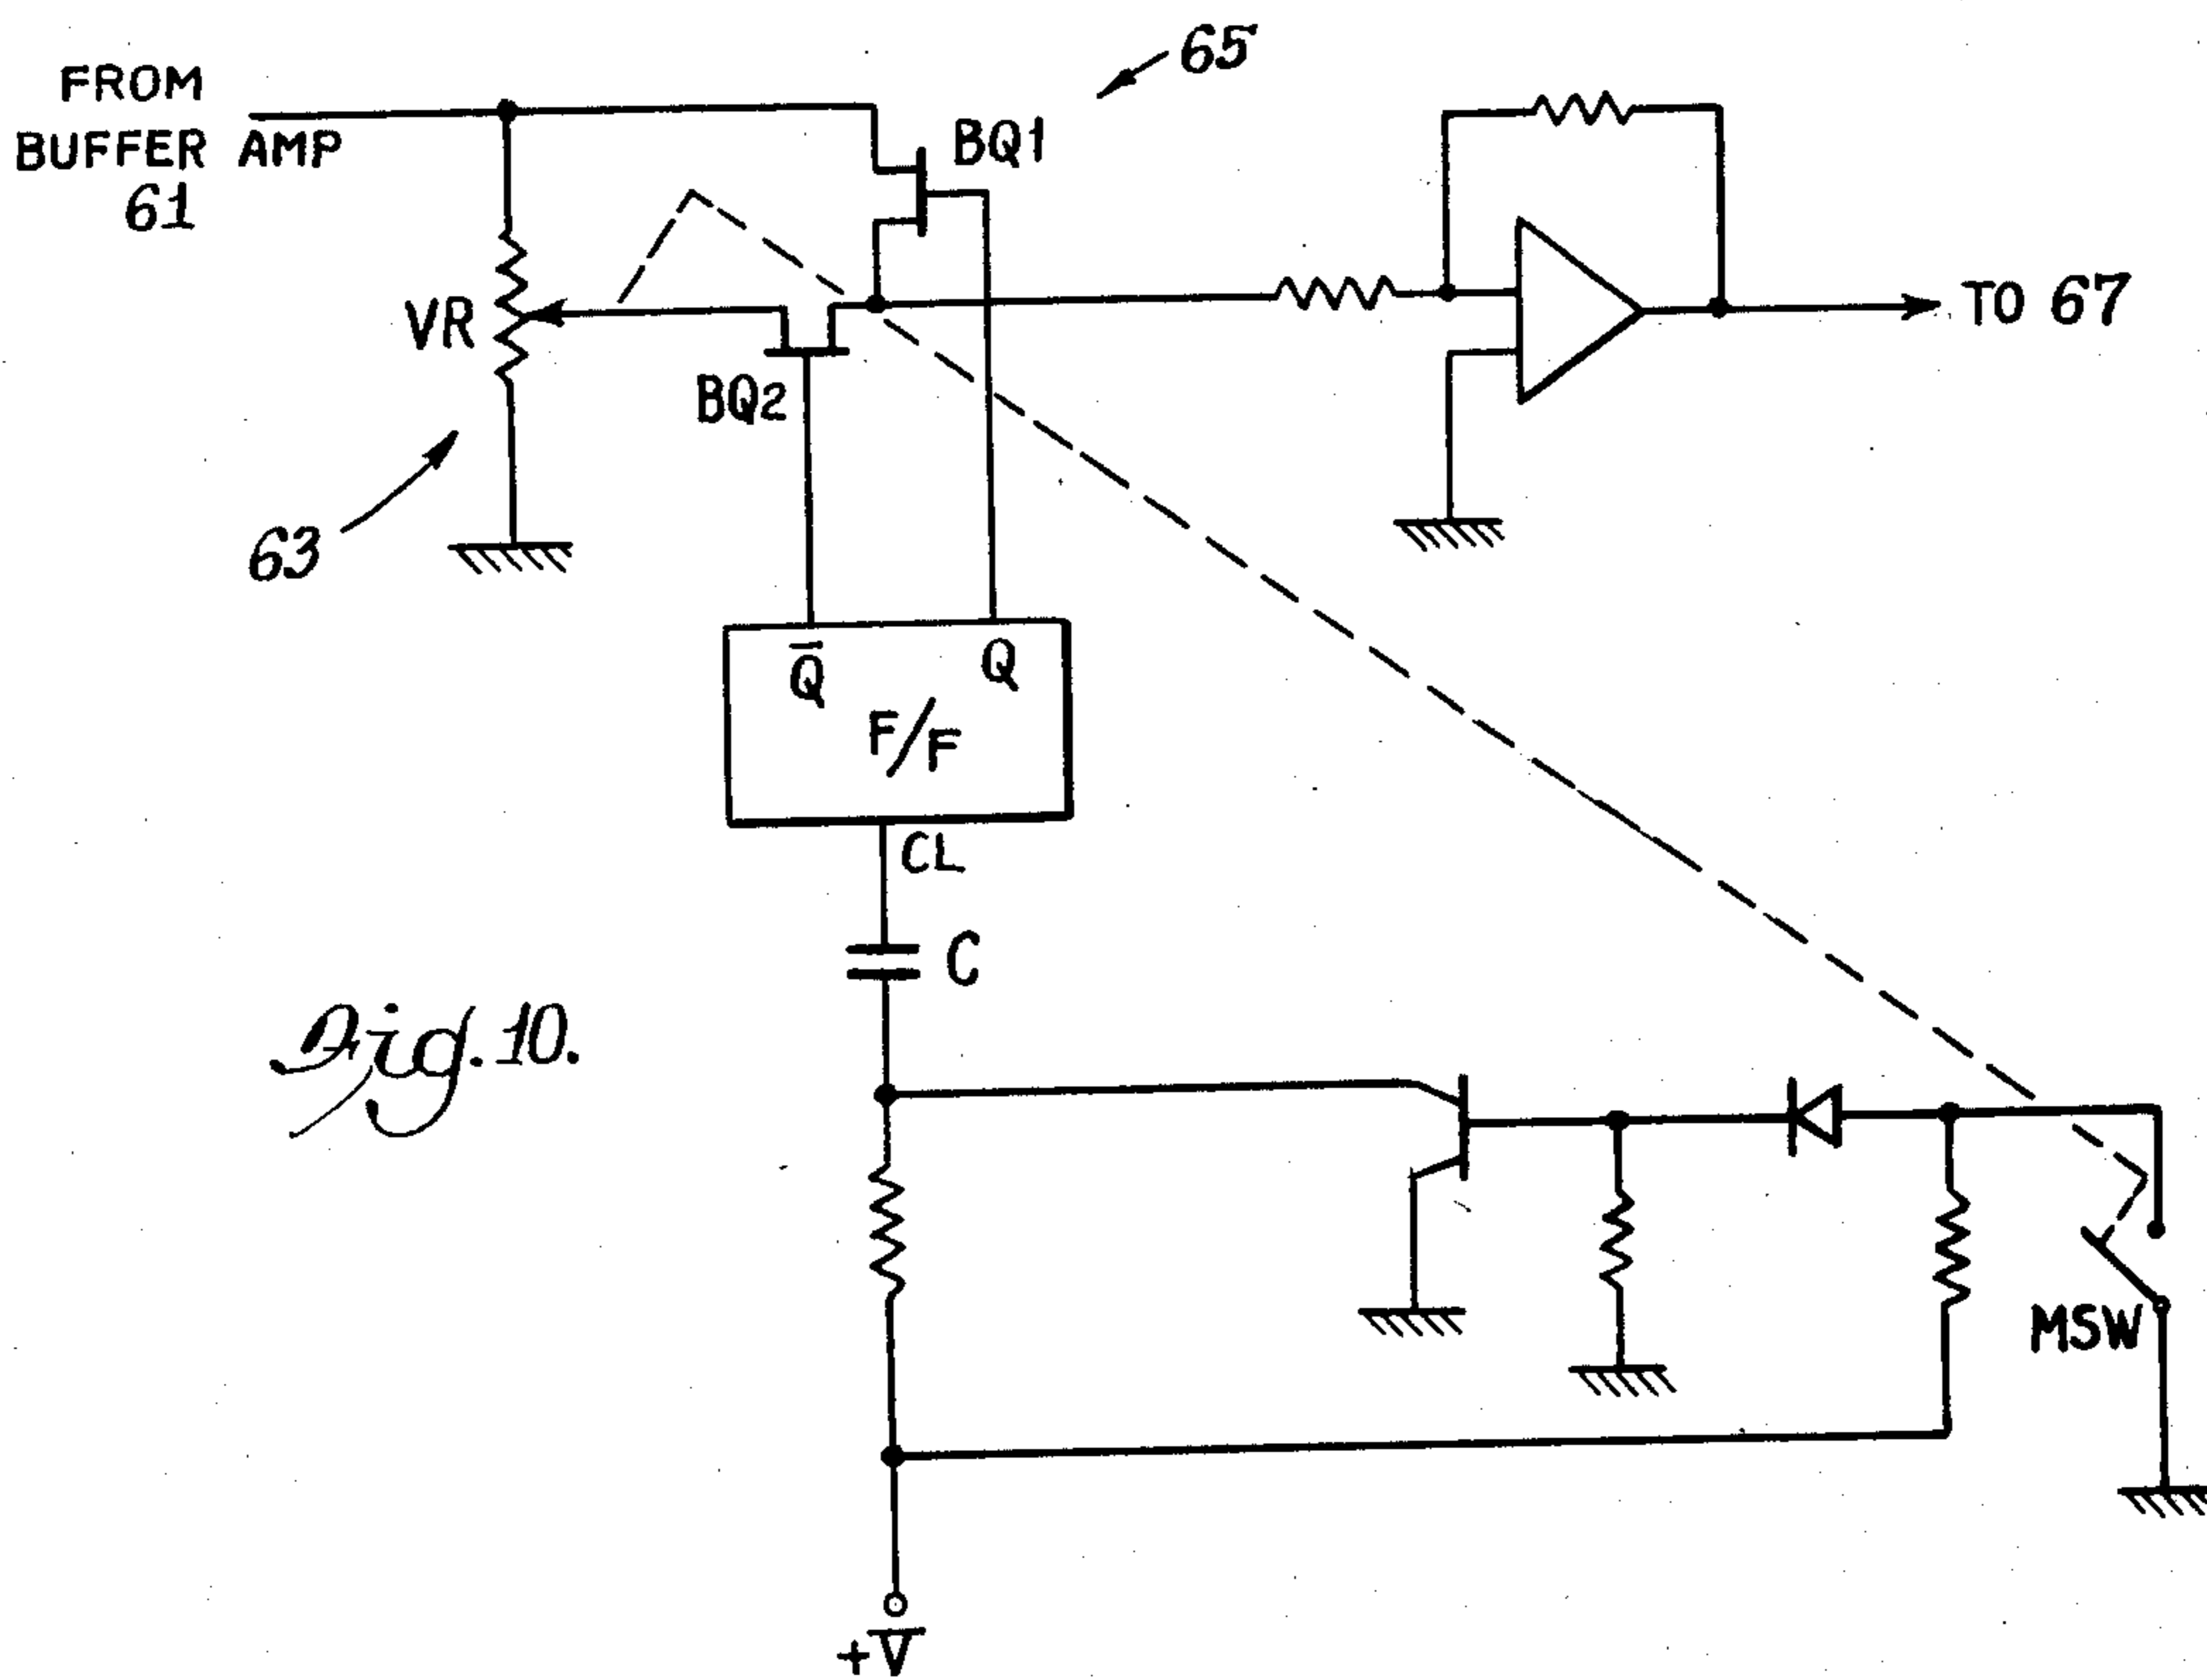 65
FROM
BUFFER AMP
61
BQ1
VR
TO 67
BQ2
63
Q̄
Q
F/F
CL
C
Fig. 10.
MSW
+V